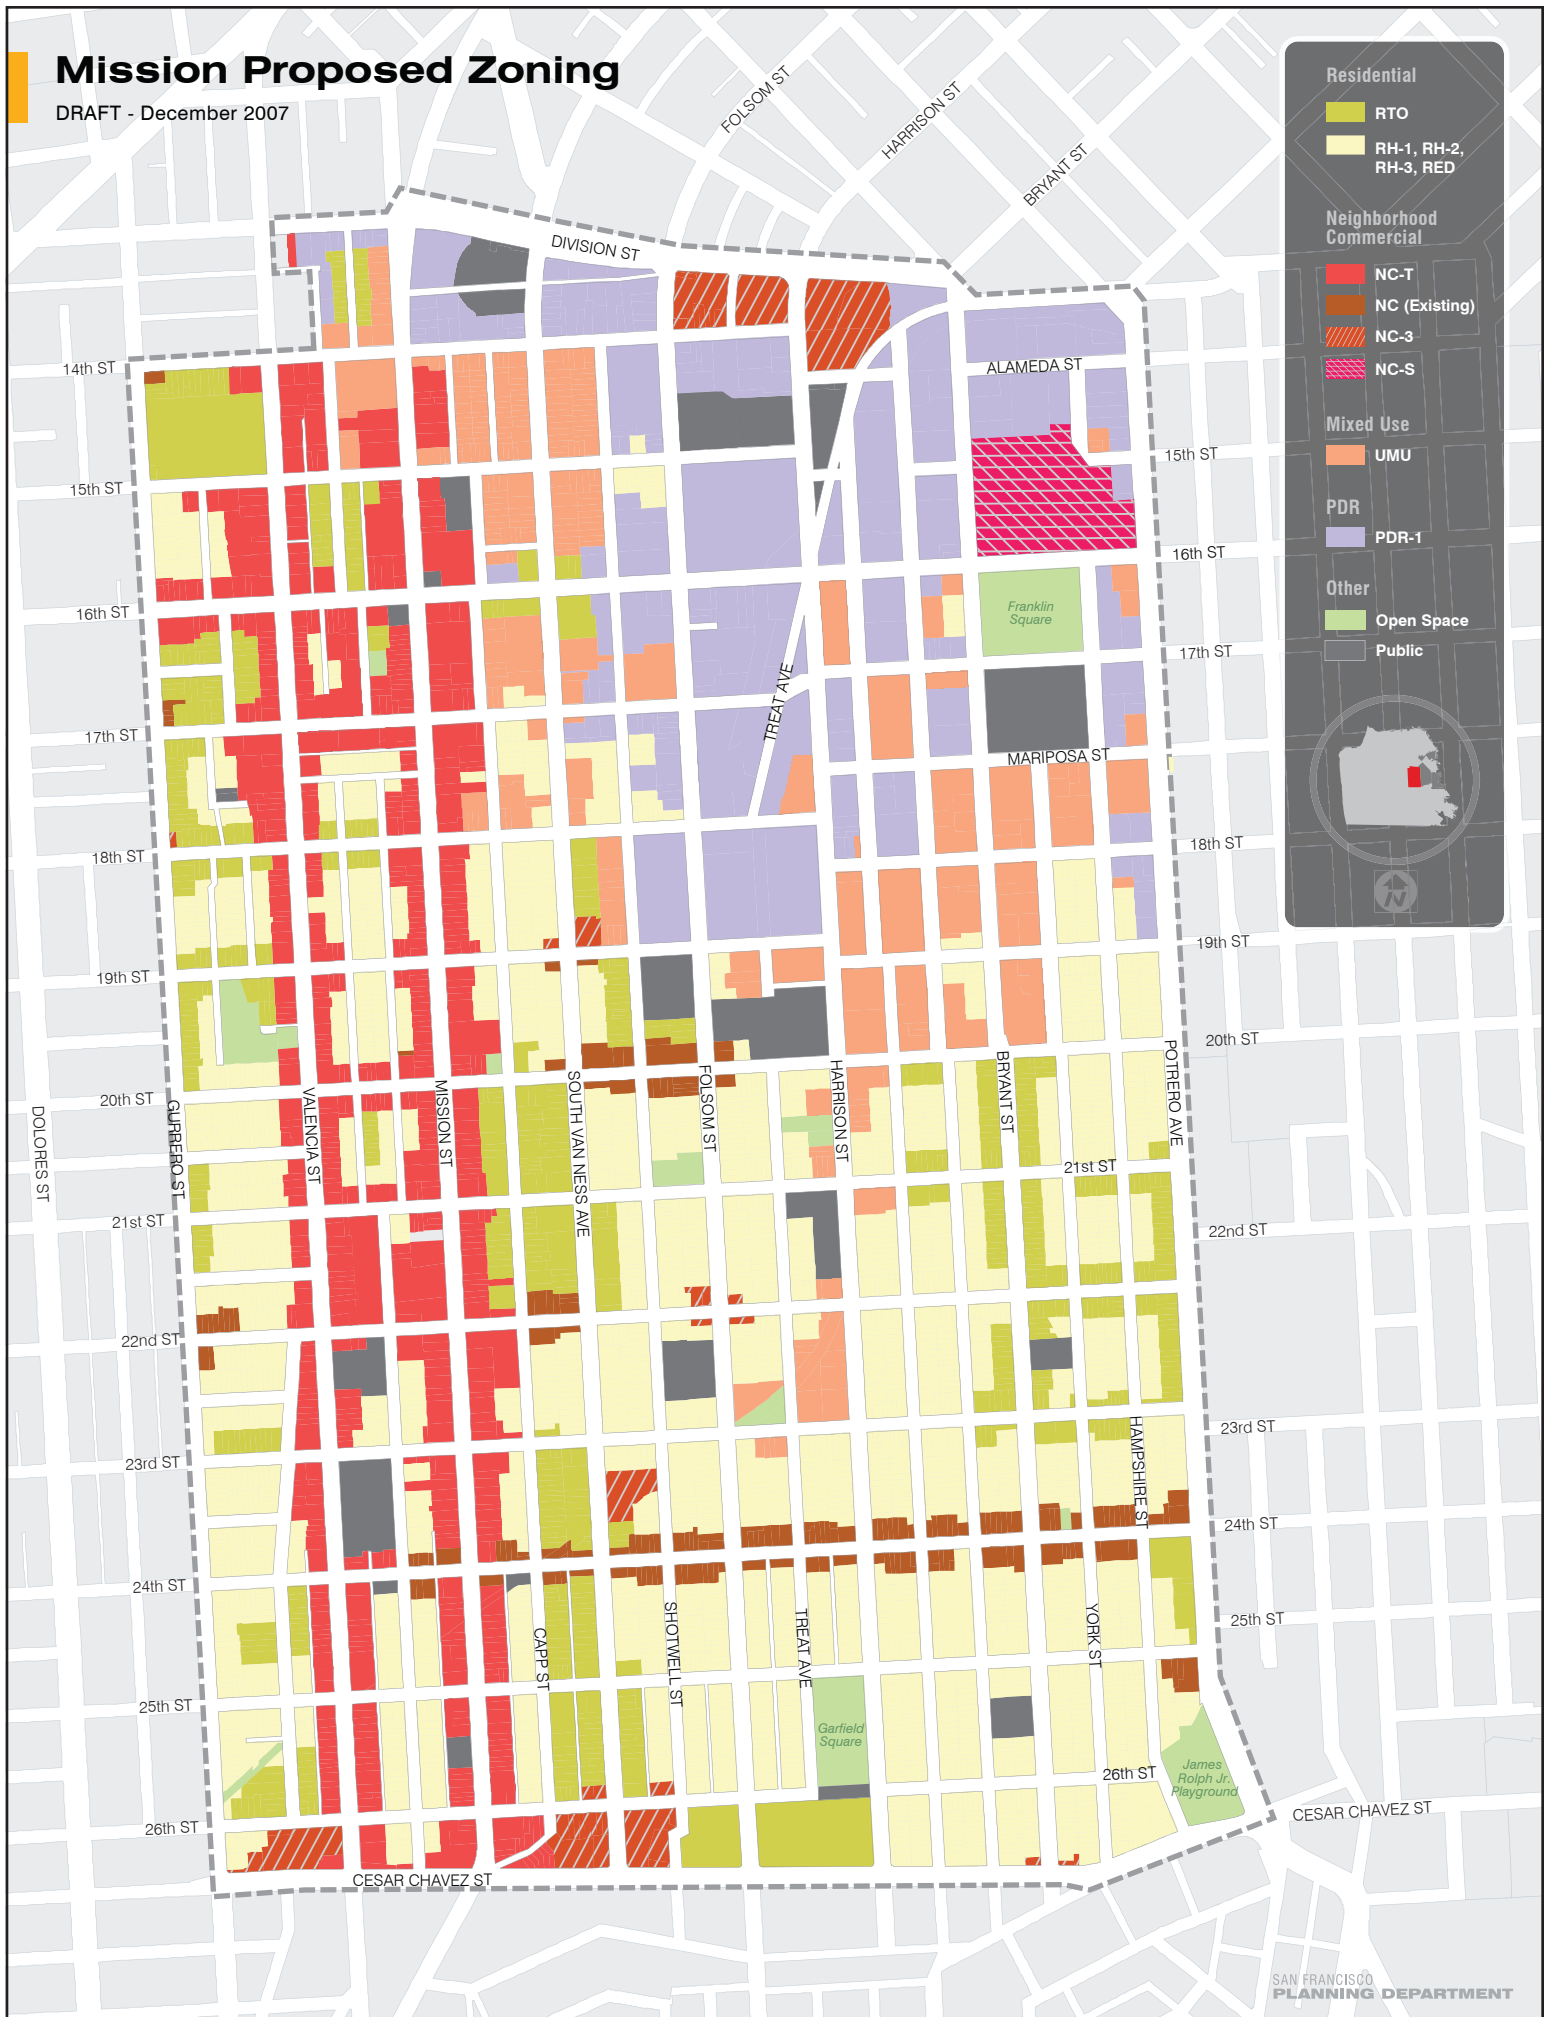 Mission Proposed Zoning
DRAFT - December 2007
FOLSOM ST
HARRISON ST
BRYANT ST
DIVISION ST
ALAMEDA ST
14th ST
15th ST
16th ST
17th ST
18th ST
19th ST
20th ST
21st ST
22nd ST
23rd ST
24th ST
25th ST
26th ST
15th ST
16th ST
17th ST
18th ST
19th ST
20th ST
22nd ST
23rd ST
24th ST
25th ST
Franklin
Square
TREAT AVE
MARIPOSA ST
DOLORES ST
GURRERO ST
VALENCIA ST
MISSION ST
SOUTH VAN NESS AVE
FOLSOM ST
HARRISON ST
BRYANT ST
POTRERO AVE
21st ST
HAMPSHIRE ST
CAPP ST
SHOTWELL ST
TREAT AVE
YORK ST
Garfield
Square
26th ST
James
Rolph Jr.
Playground
CESAR CHAVEZ ST
CESAR CHAVEZ ST
Residential
RTO
RH-1, RH-2,
RH-3, RED
Neighborhood
Commercial
NC-T
NC (Existing)
NC-3
NC-S
Mixed Use
UMU
PDR
PDR-1
Other
Open Space
Public
N
SAN FRANCISCO
PLANNING DEPARTMENT